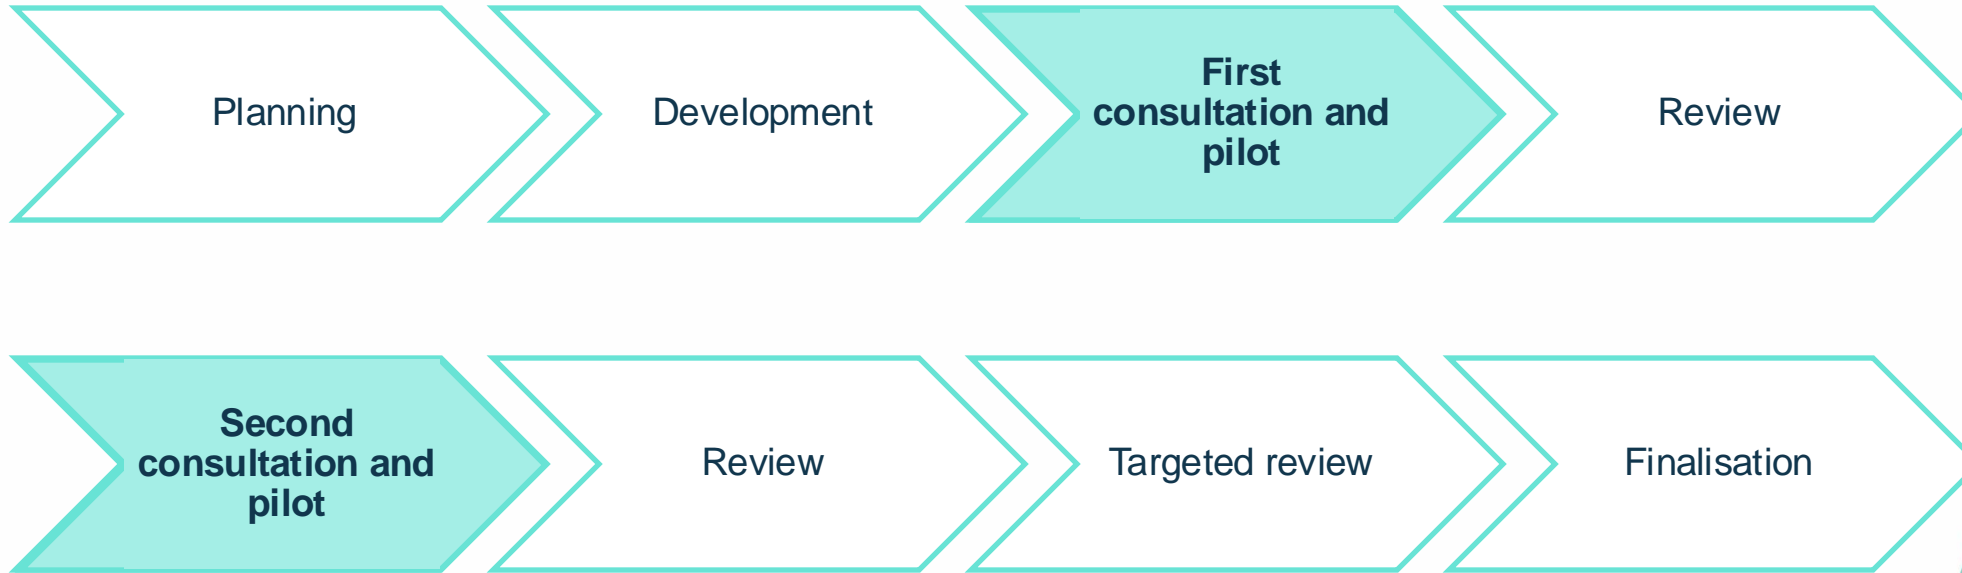 Planning
Development
First
consultation and
pilot
Review
Second
consultation and
pilot
Review
Targeted review
Finalisation